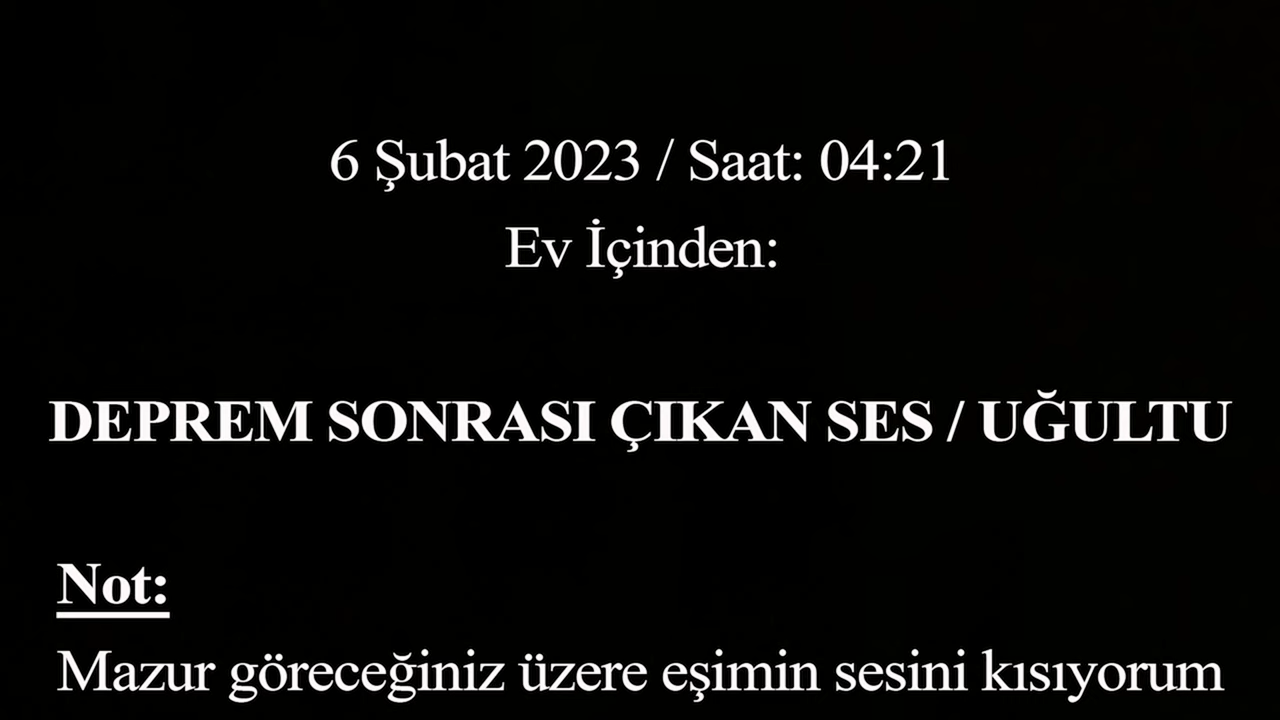 6 Şubat 2023 / Saat: 04:21
Ev İçinden:
DEPREM SONRASI ÇIKAN SES / UĞULTU
Not:
Mazur göreceğiniz üzere eşimin sesini kısıyorum